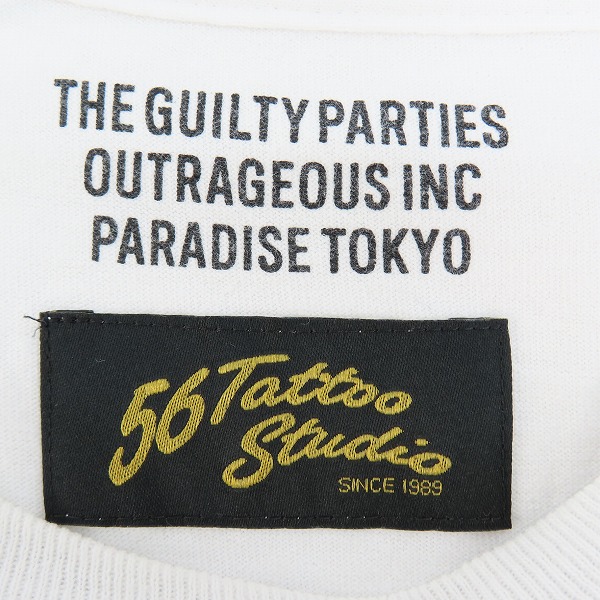 THE GUILTY PARTIES
OUTRAGEOUS INC
PARADISE TOKYO
56 Tattoo
Studio
SINCE 1989